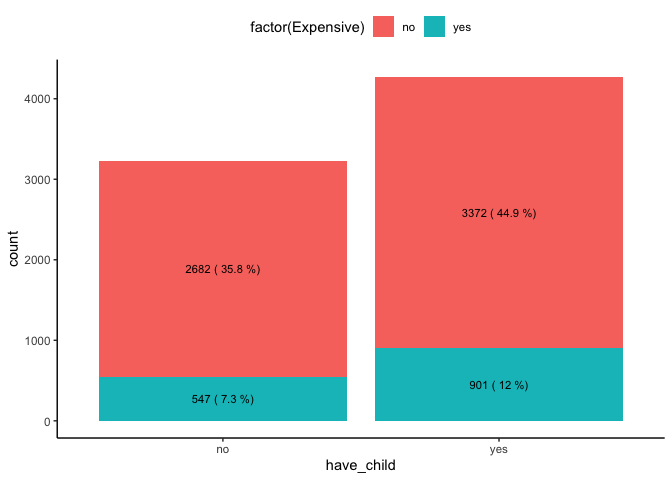 factor(Expensive) no yes
4000
3000
2000
1000
0
count
3372 ( 44.9 %)
2682 ( 35.8 %)
901 ( 12 %)
547 ( 7.3 %)
no yes
have_child